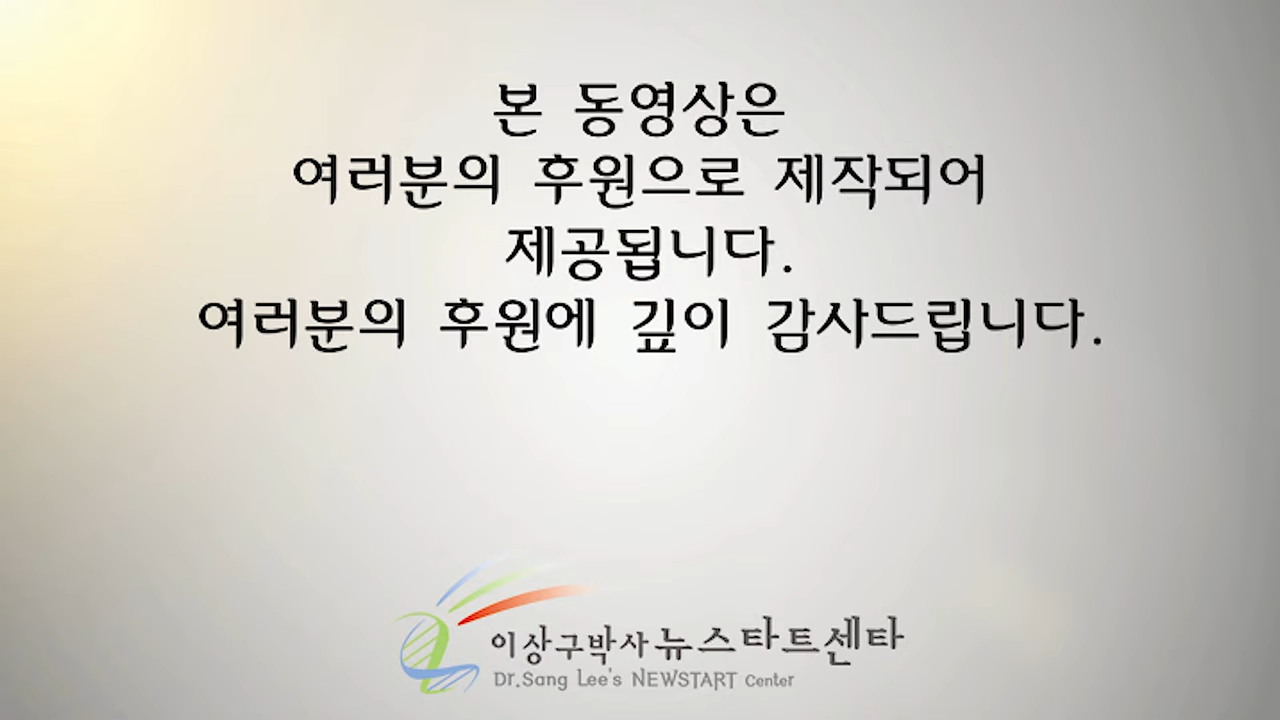 본 동영상은
여러분의 후원으로 제작되어
제공됩니다.
여러분의 후원에 깊이 감사드립니다.
이상구박사 뉴스타트센타
Dr.Sang Lee's NEWSTART Center